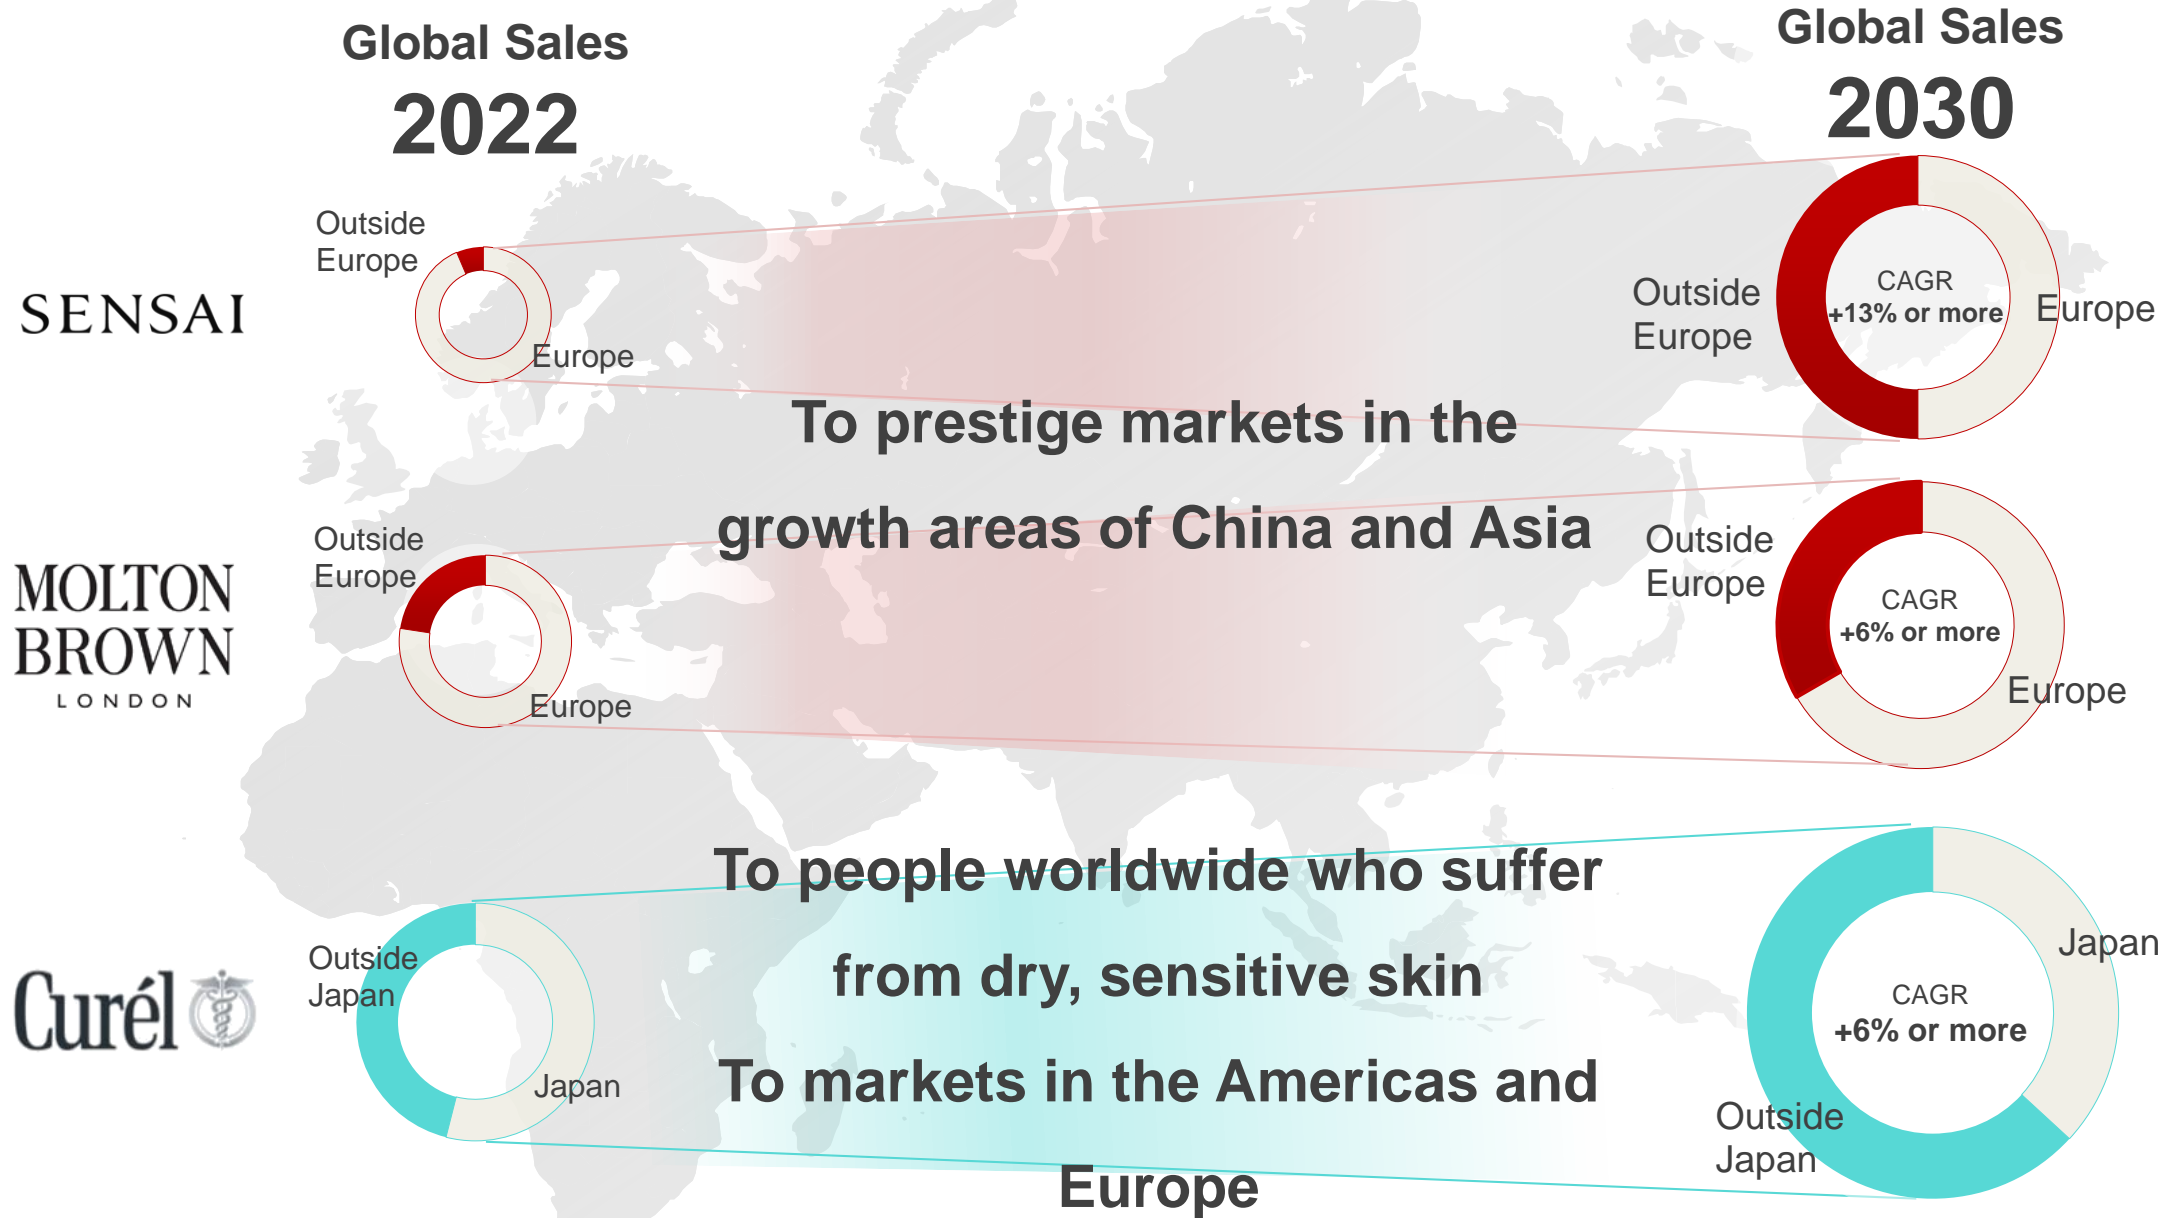 Global Sales
2022
Global Sales
2030
SENSAI
Outside
Europe
Europe
Outside
Europe
CAGR
+13% or more
Europe
To prestige markets in the
growth areas of China and Asia
MOLTON
BROWN
LONDON
Outside
Europe
Europe
Outside
Europe
CAGR
+6% or more
Europe
Curél
Outside
Japan
Japan
To people worldwide who suffer
from dry, sensitive skin
To markets in the Americas and
Europe
Japan
CAGR
+6% or more
Outside
Japan